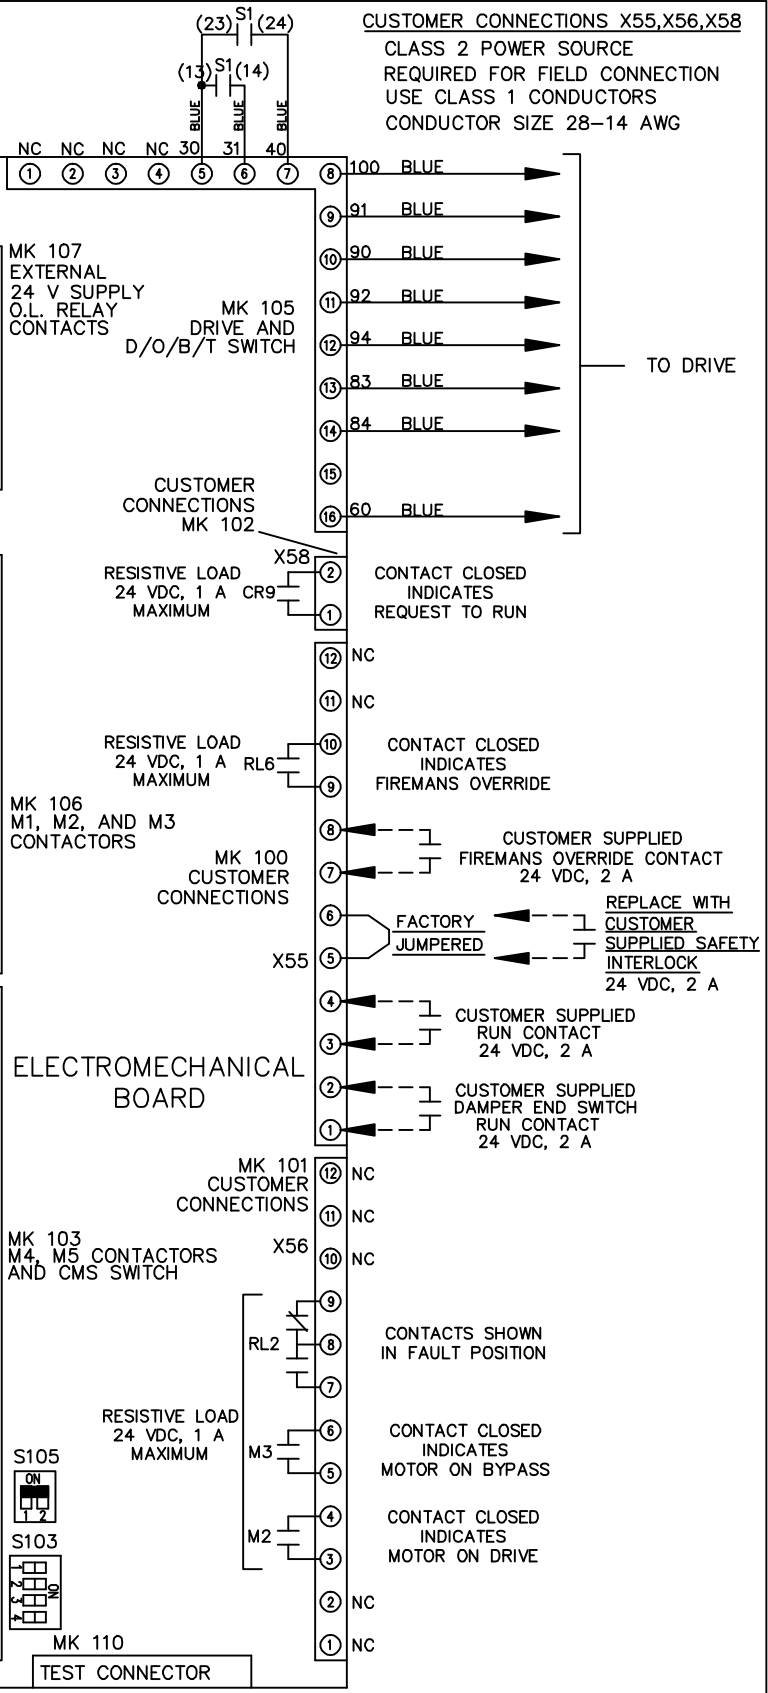 (23) S1 (24)
CUSTOMER CONNECTIONS X55,X56,X58
CLASS 2 POWER SOURCE
REQUIRED FOR FIELD CONNECTION
USE CLASS 1 CONDUCTORS
CONDUCTOR SIZE 28-14 AWG
(13) S1 (14)
BLUE BLUE BLUE
NC NC NC NC 30 31 40
1 2 3 4 5 6 7 8 100 BLUE
9 91 BLUE
10 90 BLUE
11 92 BLUE
12 94 BLUE
13 83 BLUE
14 84 BLUE
15
16 60 BLUE
TO DRIVE
MK 107
EXTERNAL
24 V SUPPLY
O.L. RELAY
CONTACTS
MK 105
DRIVE AND
D/O/B/T SWITCH
CUSTOMER
CONNECTIONS
MK 102
X58
RESISTIVE LOAD
24 VDC, 1 A
MAXIMUM
CR9
2
1
CONTACT CLOSED
INDICATES
REQUEST TO RUN
12 NC
11 NC
RESISTIVE LOAD
24 VDC, 1 A
MAXIMUM
RL6
10
9
CONTACT CLOSED
INDICATES
FIREMANS OVERRIDE
MK 106
M1, M2, AND M3
CONTACTORS
MK 100
CUSTOMER
CONNECTIONS
8
7
CUSTOMER SUPPLIED
FIREMANS OVERRIDE CONTACT
24 VDC, 2 A
X55
6
5
FACTORY
JUMPERED
REPLACE WITH
CUSTOMER
SUPPLIED SAFETY
INTERLOCK
24 VDC, 2 A
4
3
CUSTOMER SUPPLIED
RUN CONTACT
24 VDC, 2 A
ELECTROMECHANICAL
BOARD
2
1
CUSTOMER SUPPLIED
DAMPER END SWITCH
RUN CONTACT
24 VDC, 2 A
MK 101
CUSTOMER
CONNECTIONS
X56
12 NC
11 NC
10 NC
MK 103
M4, M5 CONTACTORS
AND CMS SWITCH
RL2
9
8
7
CONTACTS SHOWN
IN FAULT POSITION
RESISTIVE LOAD
24 VDC, 1 A
MAXIMUM
M3
6
5
CONTACT CLOSED
INDICATES
MOTOR ON BYPASS
M2
4
3
CONTACT CLOSED
INDICATES
MOTOR ON DRIVE
2 NC
1 NC
S105
ON
1 2
S103
1
2
3
4
ON
MK 110
TEST CONNECTOR